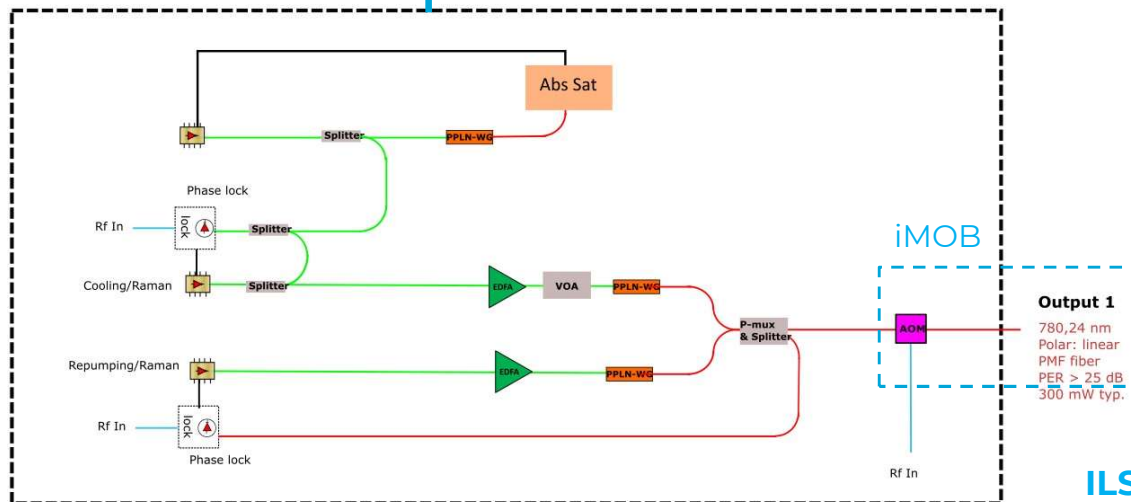 Abs Sat
Splitter
PPLN-WG
Phase lock
Rf In
lock
Splitter
iMOB
Cooling/Raman
Splitter
EDFA
VOA
PPLN-WG
Output 1
P-mux
& Splitter
AOM
780,24 nm
Polar: linear
PMF fiber
PER > 25 dB
300 mW typ.
Repumping/Raman
EDFA
PPLN-WG
Rf In
lock
Phase lock
Rf In
ILS